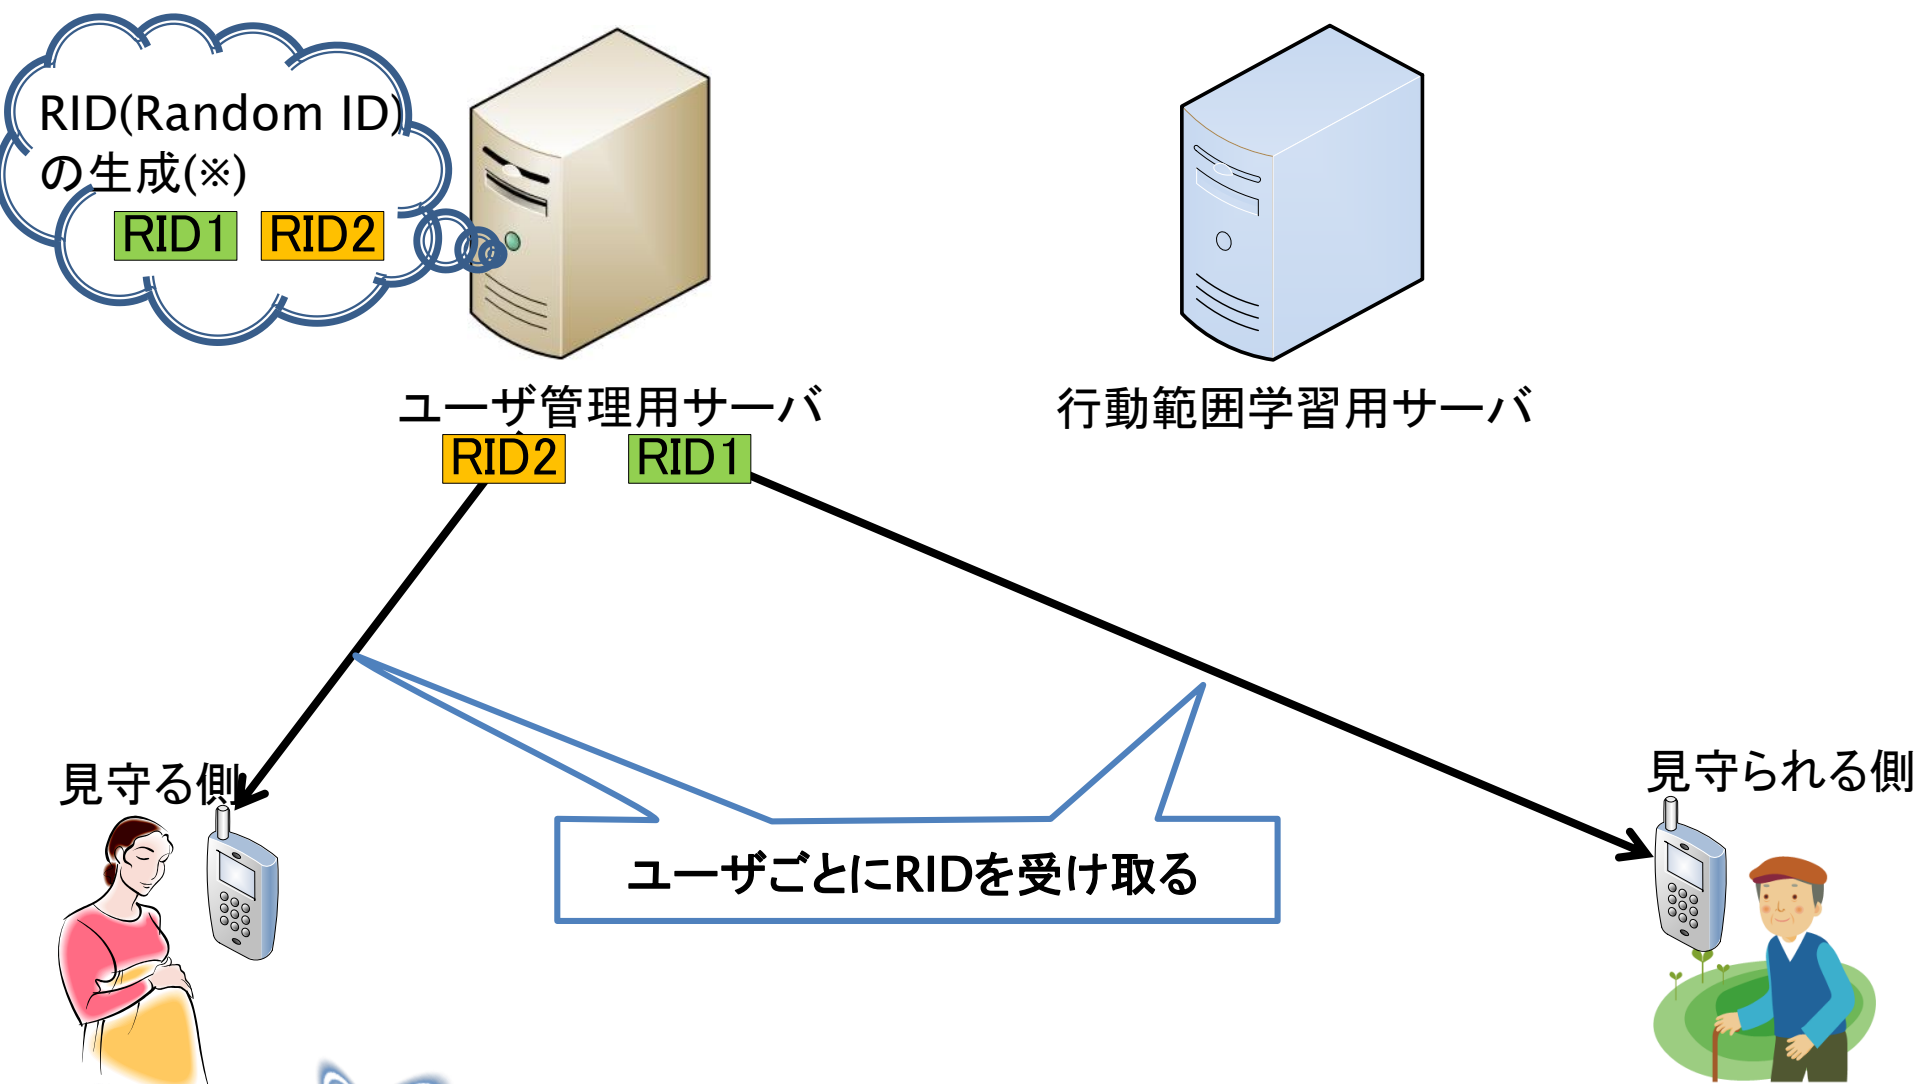 RID(Random ID)
の生成(※)
RID1 RID2
ユーザ管理用サーバ
行動範囲学習用サーバ
RID2 RID1
見守る側
見守られる側
ユーザごとにRIDを受け取る